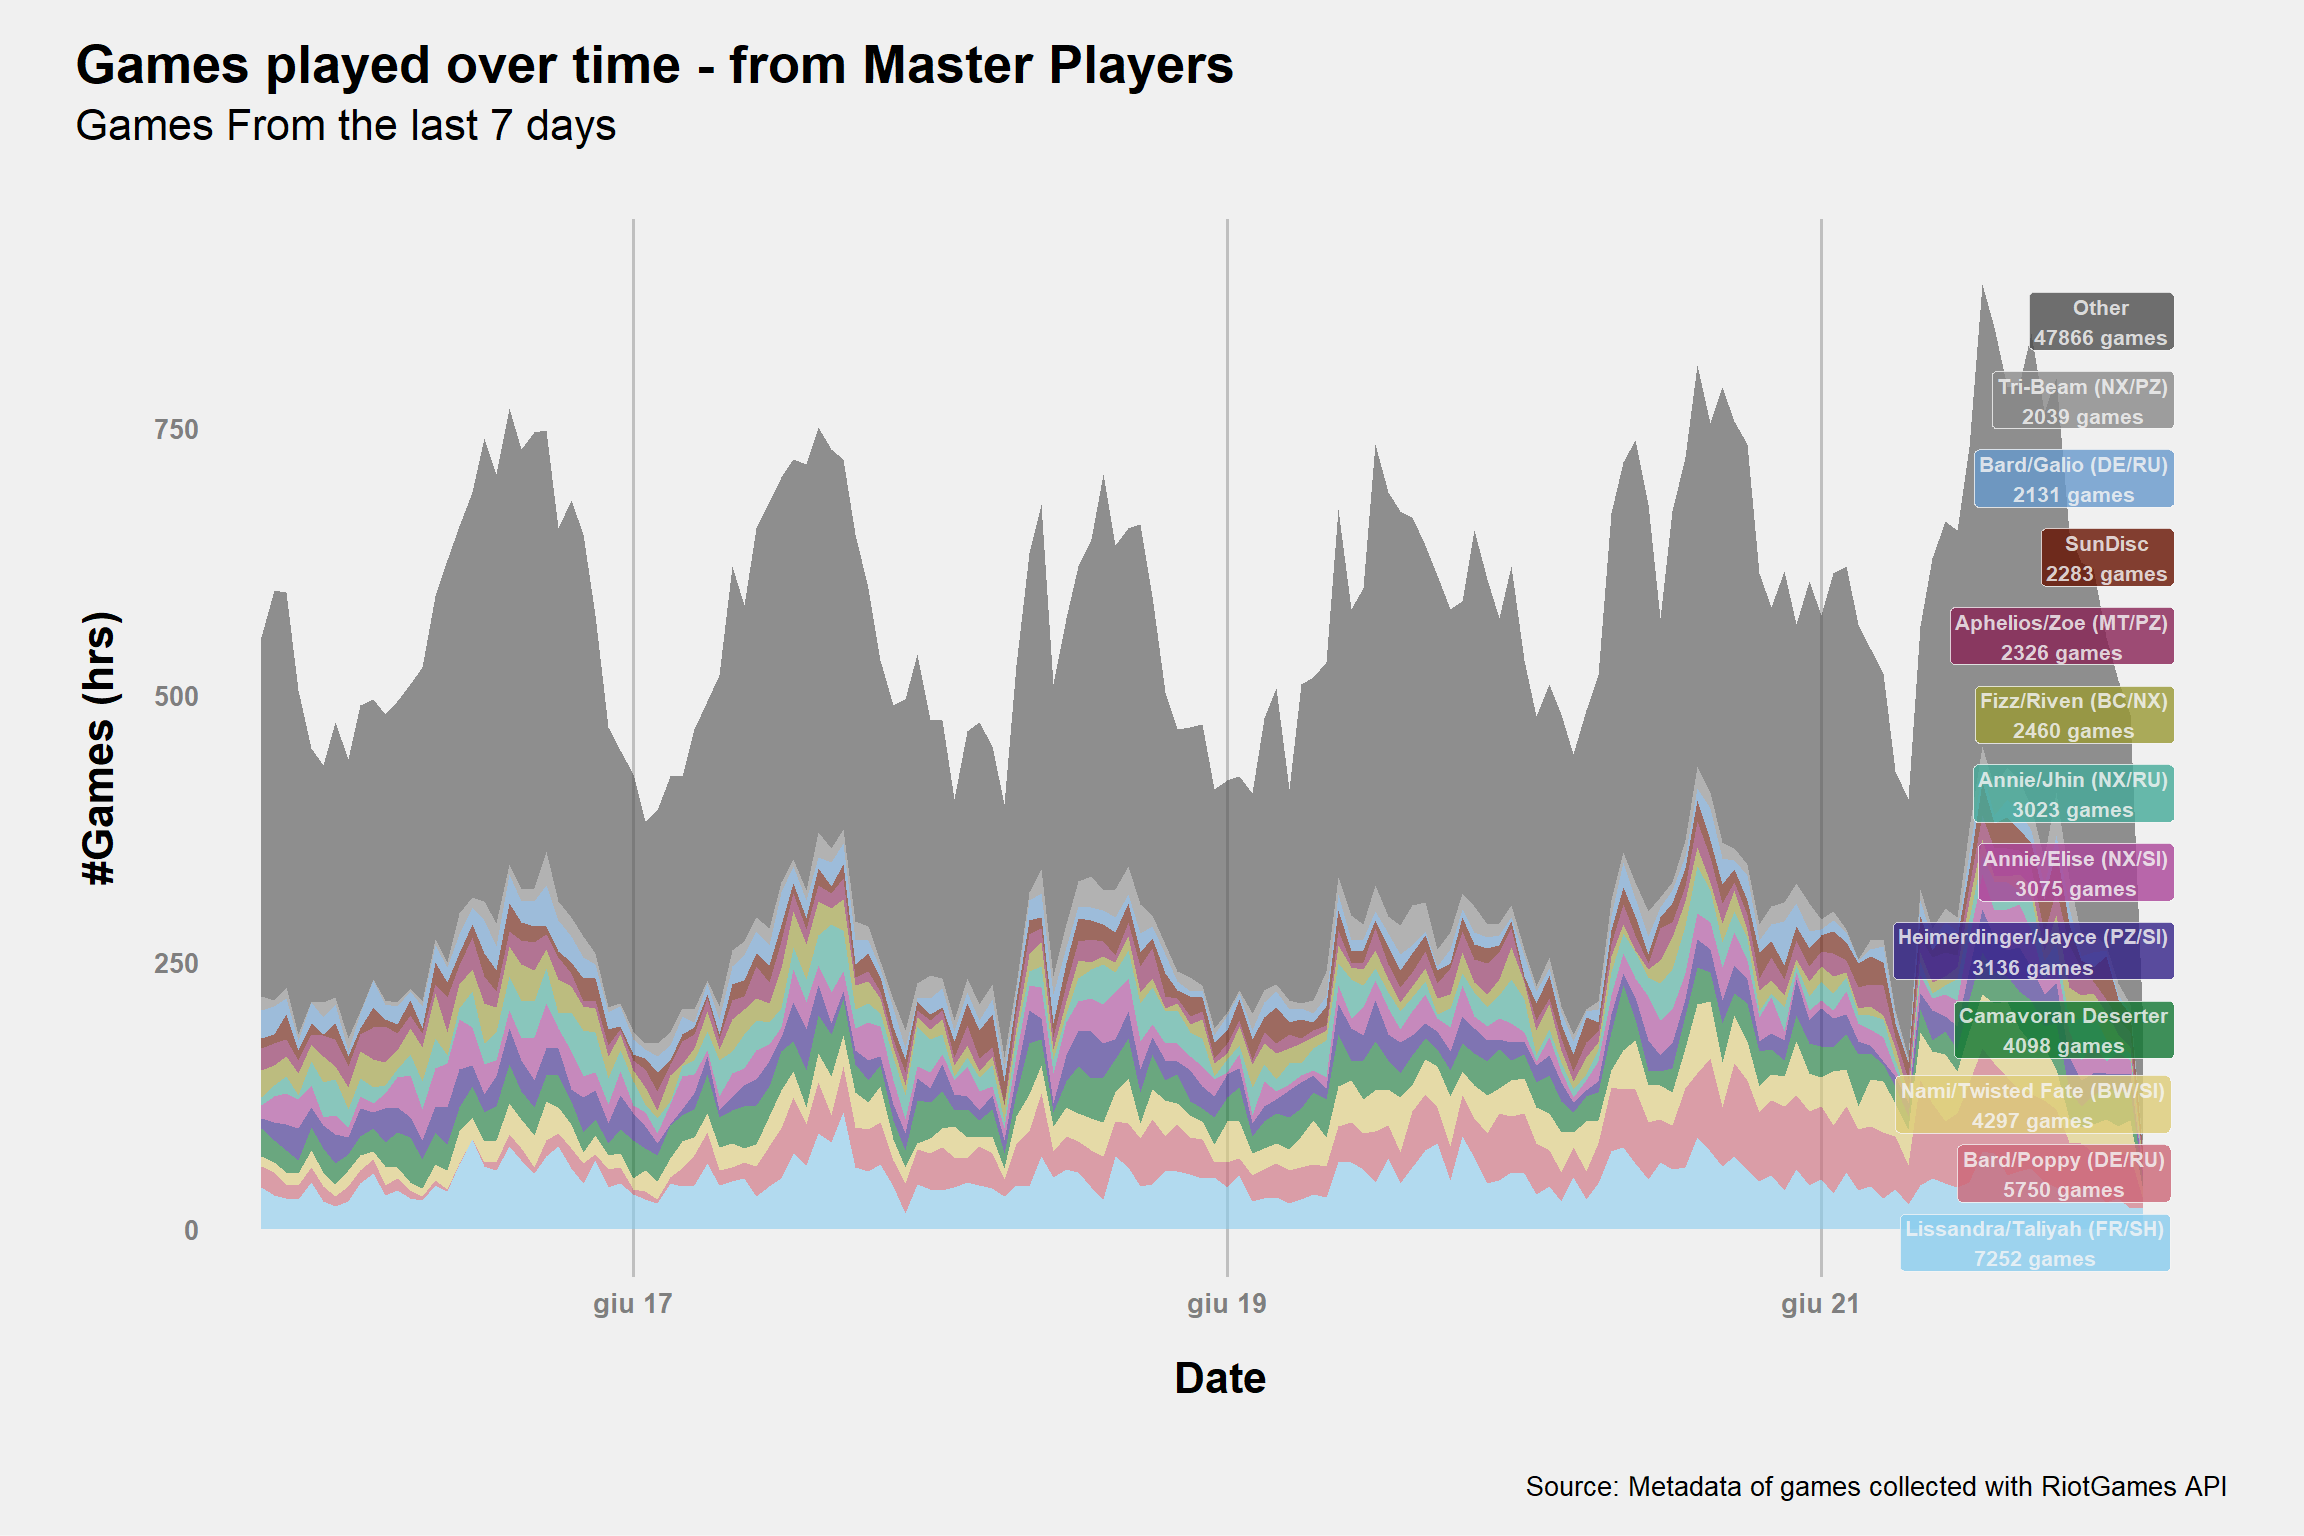 Games played over time - from Master Players
Games From the last 7 days
#Games (hrs)
750
500
250
0
Other
47866 games
Tri-Beam (NX/PZ)
2039 games
Bard/Galio (DE/RU)
2131 games
SunDisc
2283 games
Aphelios/Zoe (MT/PZ)
2326 games
Fizz/Riven (BC/NX)
2460 games
Annie/Jhin (NX/RU)
3023 games
Annie/Elise (NX/SI)
3075 games
Heimerdinger/Jayce (PZ/SI)
3136 games
Camavoran Deserter
4098 games
Nami/Twisted Fate (BW/SI)
4297 games
Bard/Poppy (DE/RU)
5750 games
Lissandra/Taliyah (FR/SH)
7252 games
giu 17
giu 19
giu 21
Date
Source: Metadata of games collected with RiotGames API